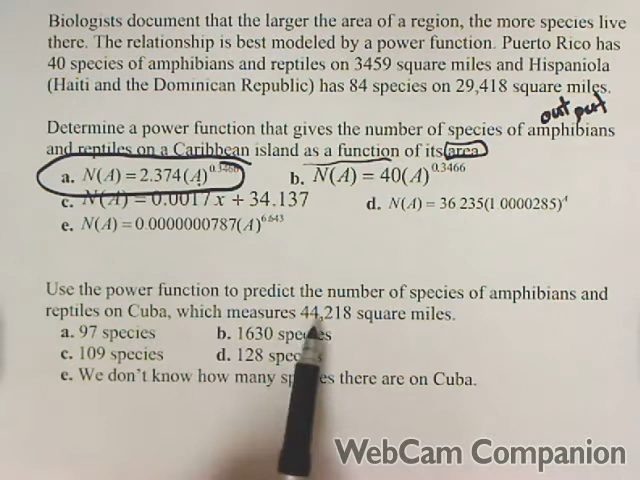 Biologists document that the larger the area of a region, the more species live
there. The relationship is best modeled by a power function. Puerto Rico has
40 species of amphibians and reptiles on 3459 square miles and Hispaniola
(Haiti and the Dominican Republic) has 84 species on 29,418 square miles.
output
Determine a power function that gives the number of species of amphibians
and reptiles on a Caribbean island as a function of its area
a. N(A) = 2.374(A)^0.3466 b. N(A) = 40(A)^0.3466
c. N(A) = 0.0017x + 34.137 d. N(A) = 36 235(1 0000285)^A
e. N(A) = 0.0000000787(A)^6.643
Use the power function to predict the number of species of amphibians and
reptiles on Cuba, which measures 44,218 square miles.
a. 97 species b. 1630 species
c. 109 species d. 128 spec s
e. We don't know how many sp es there are on Cuba.
WebCam Companion